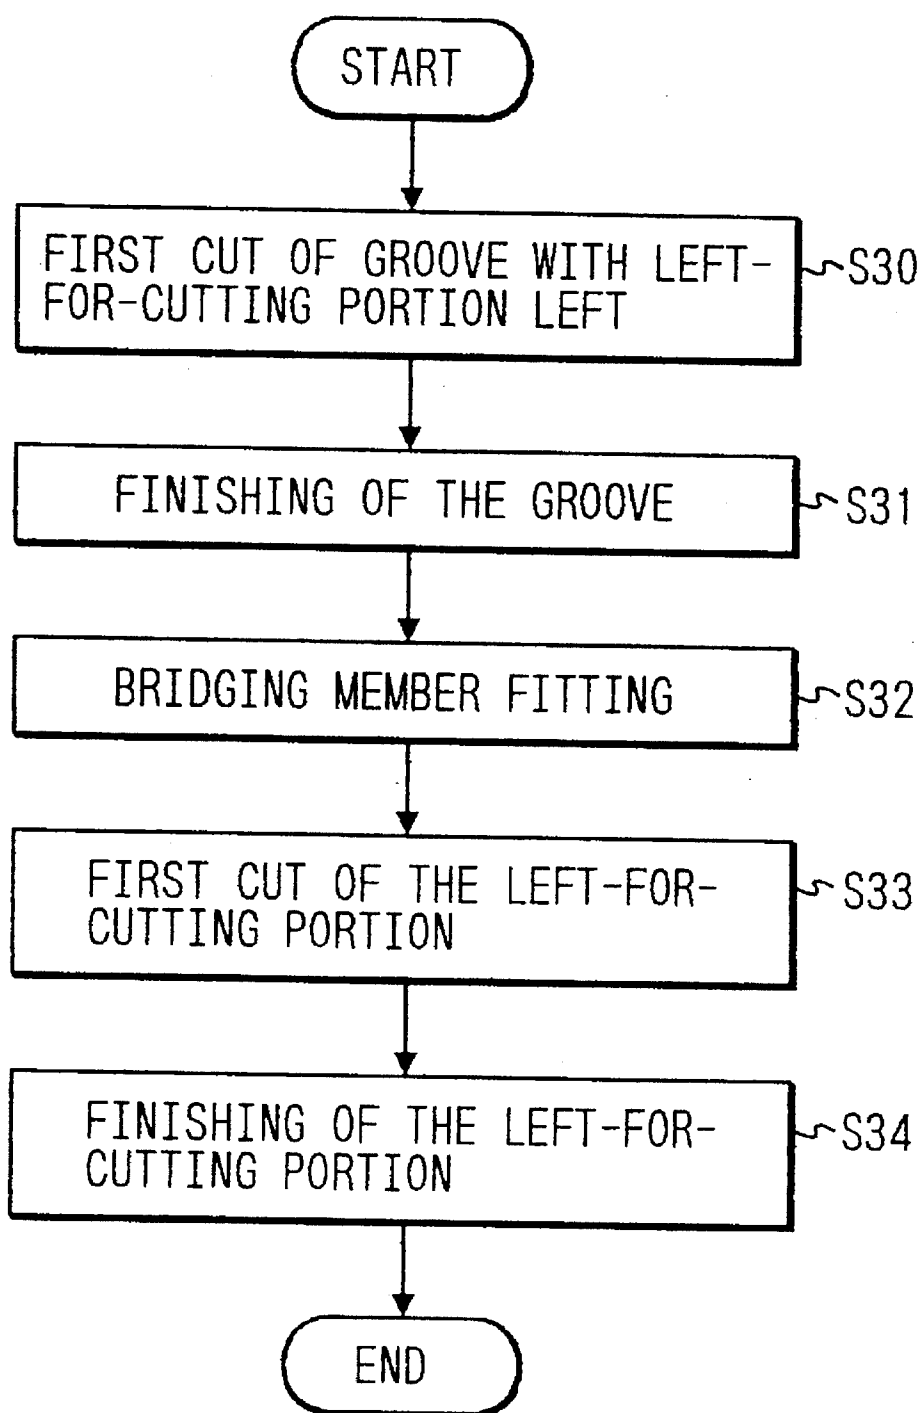 START
FIRST CUT OF GROOVE WITH LEFT-
FOR-CUTTING PORTION LEFT
S30
FINISHING OF THE GROOVE
S31
BRIDGING MEMBER FITTING
S32
FIRST CUT OF THE LEFT-FOR-
CUTTING PORTION
S33
FINISHING OF THE LEFT-FOR-
CUTTING PORTION
S34
END